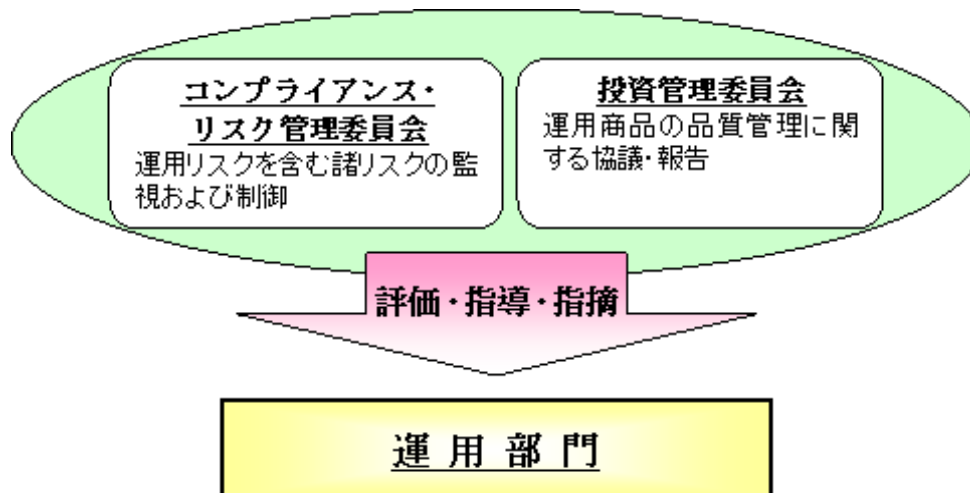 コンプライアンス・
リスク管理委員会
運用リスクを含む諸リスクの監
視および制御
投資管理委員会
運用商品の品質管理に関
する協議・報告
評価・指導・指摘
運用部門